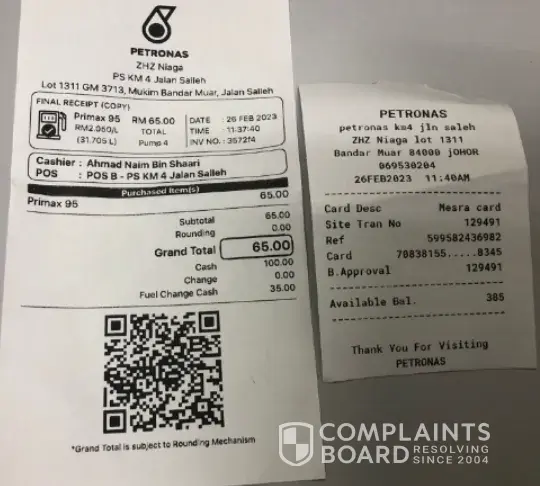 PETRONAS
ZHZ Niaga
PS KM 4 Jalan Salleh
Lot 1311 GM 3713, Mukim Bandar Muar, Jalan Salleh
FINAL RECEIPT (COPY)
Primax 95 RM 65.00 DATE : 26 FEB 2023
RM2.050/L TOTAL TIME : 11:37:40
(31.705 L) Pump 4 INV NO. : 3572f4
Cashier : Ahmad Naim Bin Shaari
POS : POS B - PS KM 4 Jalan Salleh
Purchased Item(s)
Primax 95 65.00
Subtotal 65.00
Rounding 0.00
Grand Total 65.00
Cash 100.00
Change 0.00
Fuel Change Cash 35.00
*Grand Total is subject to Rounding Mechanism
PETRONAS
petronas km4 jln saleh
ZHZ Niaga lot 1311
Bandar Muar 84000 jOHOR
069530204
26FEB2023 11:40AM
Card Desc Mesra card
Site Tran No 129491
Ref 599582436982
Card 70838155.....8345
B.Approval 129491
Available Bal. 385
Thank You For Visiting
PETRONAS
COMPLAINTS
BOARD RESOLVING
SINCE 2004